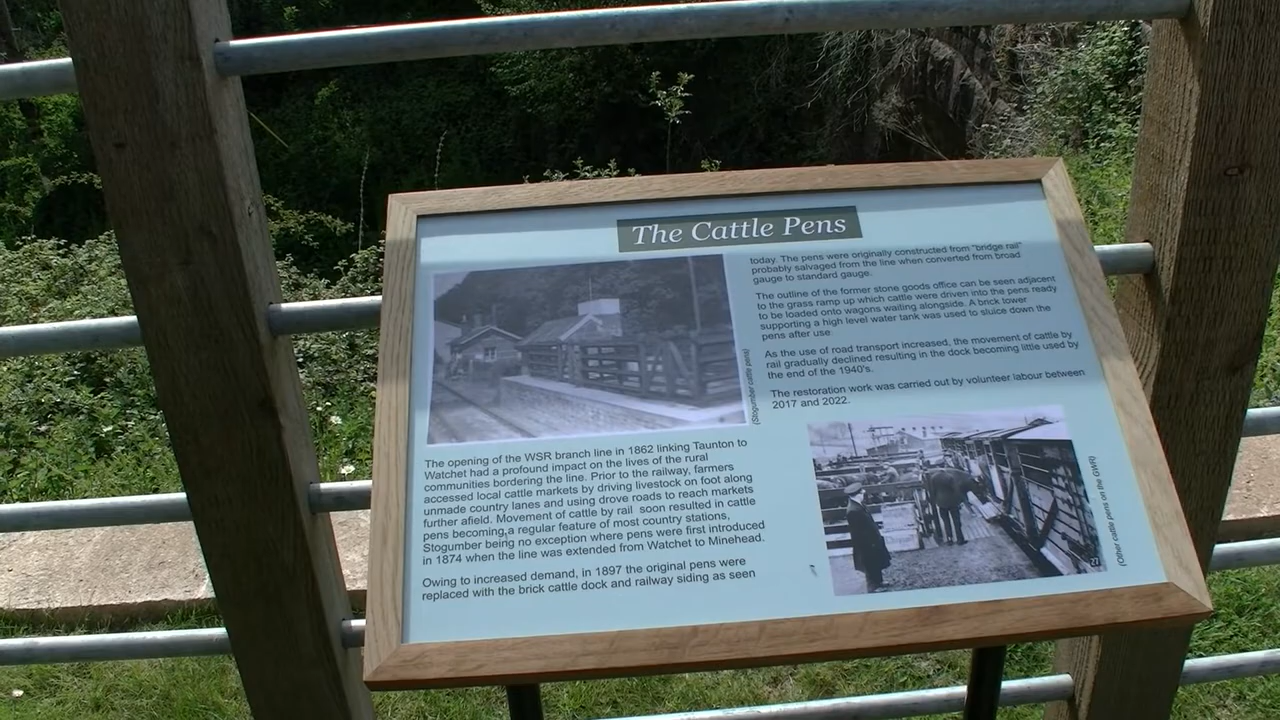 The Cattle Pens
(Stogumber cattle pens)
The opening of the WSR branch line in 1862 linking Taunton to
Watchet had a profound impact on the lives of the rural
communities bordering the line. Prior to the railway, farmers
accessed local cattle markets by driving livestock on foot along
unmade country lanes and using drove roads to reach markets
further afield. Movement of cattle by rail soon resulted in cattle
pens becoming a regular feature of most country stations,
Stogumber being no exception where pens were first introduced
in 1874 when the line was extended from Watchet to Minehead.
Owing to increased demand, in 1897 the original pens were
replaced with the brick cattle dock and railway siding as seen
today. The pens were originally constructed from "bridge rail"
probably salvaged from the line when converted from broad
gauge to standard gauge.
The outline of the former stone goods office can be seen adjacent
to the grass ramp up which cattle were driven into the pens ready
to be loaded onto wagons wailing alongside. A brick tower
supporting a high level water tank was used to sluice down the
pens after use
As the use of road transport increased, the movement of cattle by
rail gradually declined resulting in the dock becoming little used by
the end of the 1940's.
The restoration work was carried out by volunteer labour between
2017 and 2022.
(Other cattle pens on the GWR)